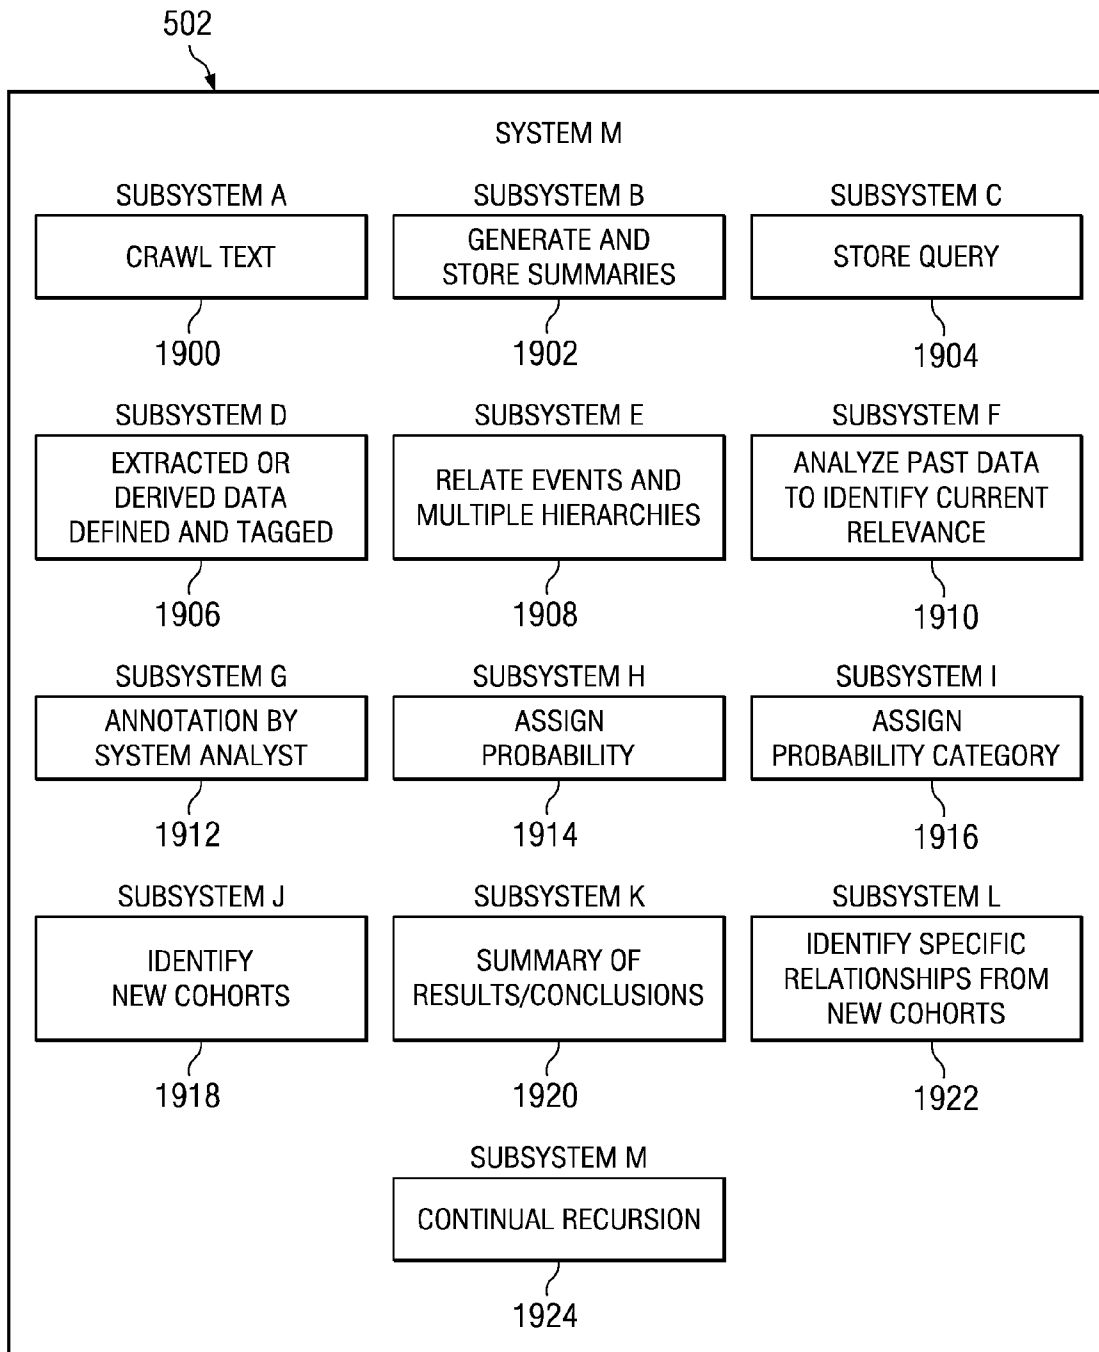 502
SYSTEM M
SUBSYSTEM A
CRAWL TEXT
1900
SUBSYSTEM B
GENERATE AND
STORE SUMMARIES
1902
SUBSYSTEM C
STORE QUERY
1904
SUBSYSTEM D
EXTRACTED OR
DERIVED DATA
DEFINED AND TAGGED
1906
SUBSYSTEM E
RELATE EVENTS AND
MULTIPLE HIERARCHIES
1908
SUBSYSTEM F
ANALYZE PAST DATA
TO IDENTIFY CURRENT
RELEVANCE
1910
SUBSYSTEM G
ANNOTATION BY
SYSTEM ANALYST
1912
SUBSYSTEM H
ASSIGN
PROBABILITY
1914
SUBSYSTEM I
ASSIGN
PROBABILITY CATEGORY
1916
SUBSYSTEM J
IDENTIFY
NEW COHORTS
1918
SUBSYSTEM K
SUMMARY OF
RESULTS/CONCLUSIONS
1920
SUBSYSTEM L
IDENTIFY SPECIFIC
RELATIONSHIPS FROM
NEW COHORTS
1922
SUBSYSTEM M
CONTINUAL RECURSION
1924